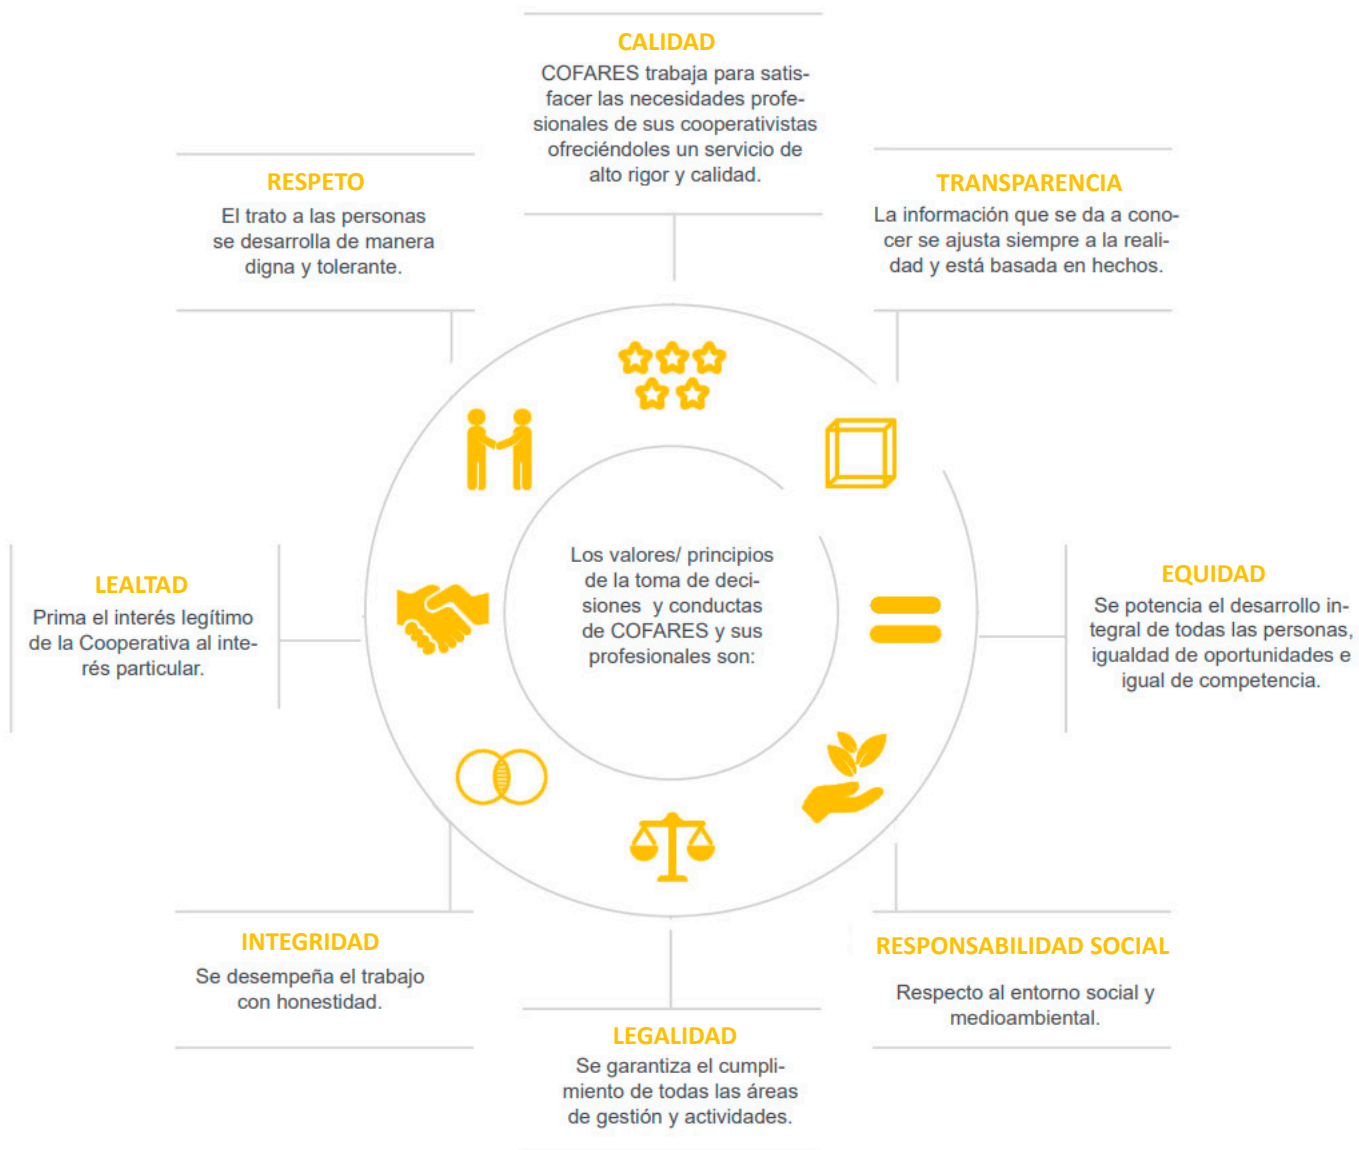 CALIDAD
COFARES trabaja para satis-
facer las necesidades profe-
sionales de sus cooperativistas
ofreciéndoles un servicio de
alto rigor y calidad.
RESPETO
El trato a las personas
se desarrolla de manera
digna y tolerante.
TRANSPARENCIA
La información que se da a cono-
cer se ajusta siempre a la reali-
dad y está basada en hechos.
LEALTAD
Prima el interés legítimo
de la Cooperativa al inte-
rés particular.
Los valores/ principios
de la toma de deci-
siones y conductas
de COFARES y sus
profesionales son:
EQUIDAD
Se potencia el desarrollo in-
tegral de todas las personas,
igualdad de oportunidades e
igual de competencia.
INTEGRIDAD
Se desempeña el trabajo
con honestidad.
LEGALIDAD
Se garantiza el cumpli-
miento de todas las áreas
de gestión y actividades.
RESPONSABILIDAD SOCIAL
Respecto al entorno social y
medioambiental.